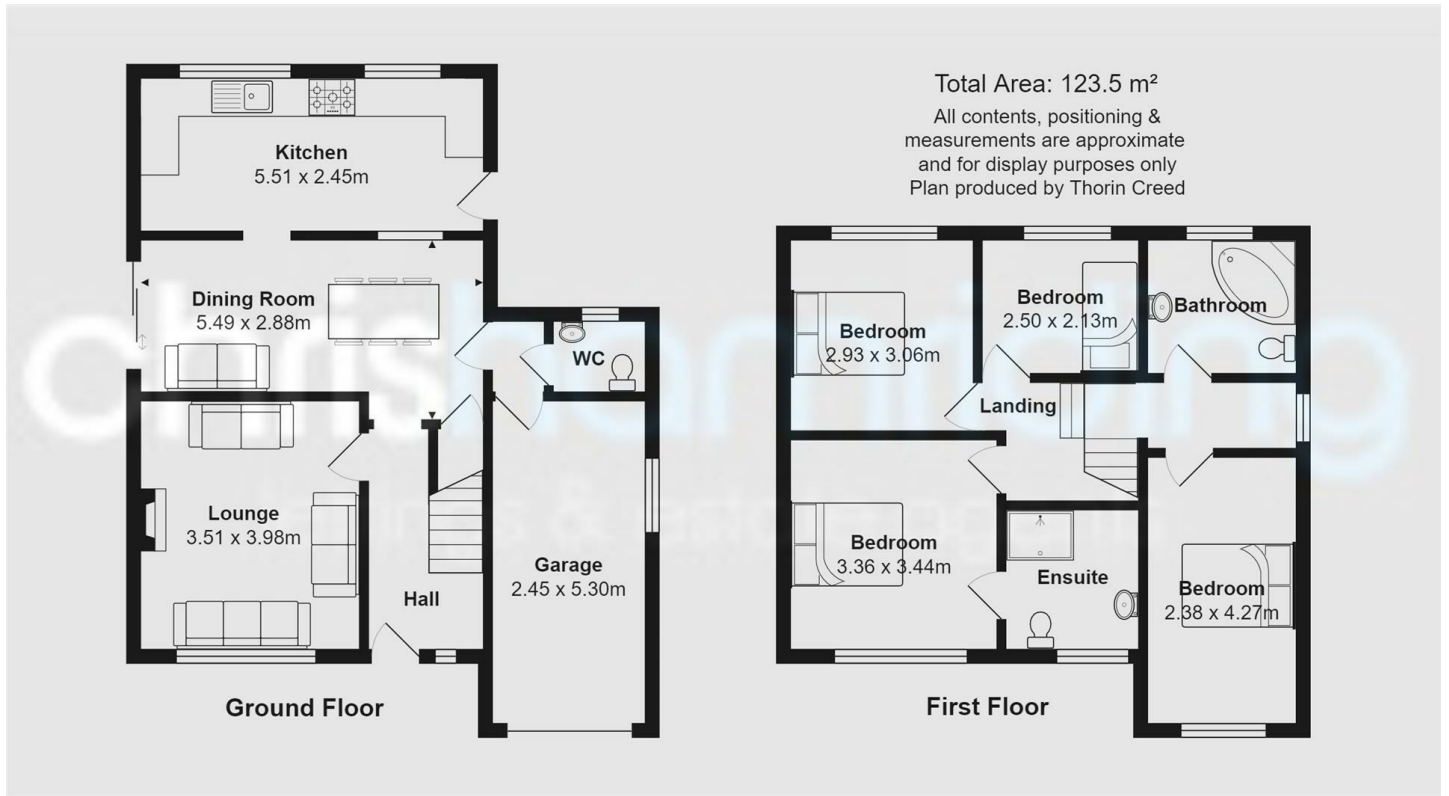 Total Area: 123.5 m²
All contents, positioning &
measurements are approximate
and for display purposes only
Plan produced by Thorin Creed
Kitchen
5.51 x 2.45m
Dining Room
5.49 x 2.88m
WC
Lounge
3.51 x 3.98m
Hall
Garage
2.45 x 5.30m
Ground Floor
Bedroom
2.93 x 3.06m
Bedroom
2.50 x 2.13m
Bathroom
Landing
Bedroom
3.36 x 3.44m
Ensuite
Bedroom
2.38 x 4.27m
First Floor